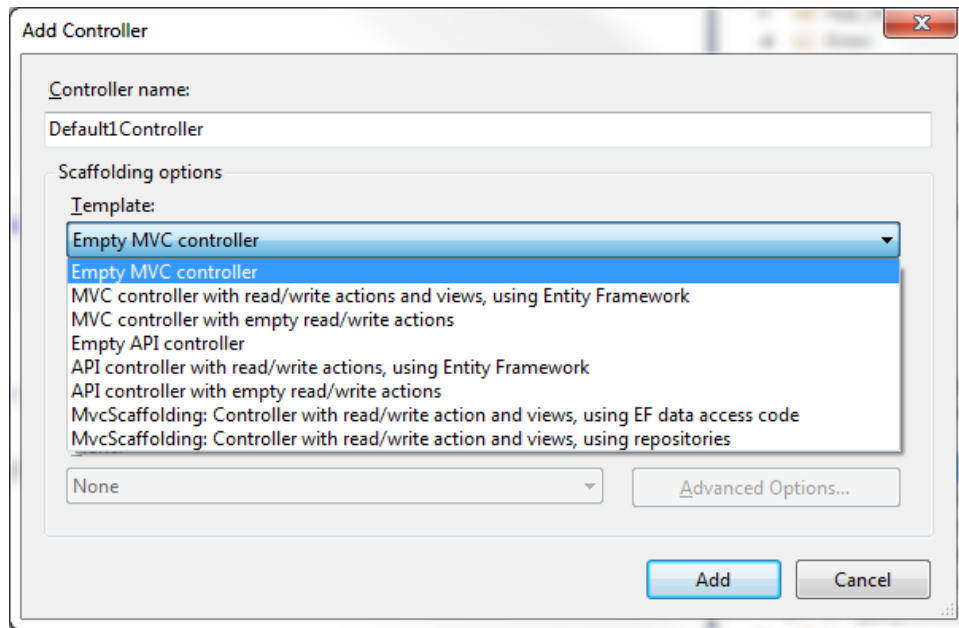 Add Controller
Controller name:
Default1Controller
Scaffolding options
Template:
Empty MVC controller
Empty MVC controller
MVC controller with read/write actions and views, using Entity Framework
MVC controller with empty read/write actions
Empty API controller
API controller with read/write actions, using Entity Framework
API controller with empty read/write actions
MvcScaffolding: Controller with read/write action and views, using EF data access code
MvcScaffolding: Controller with read/write action and views, using repositories
None
Advanced Options...
Add
Cancel